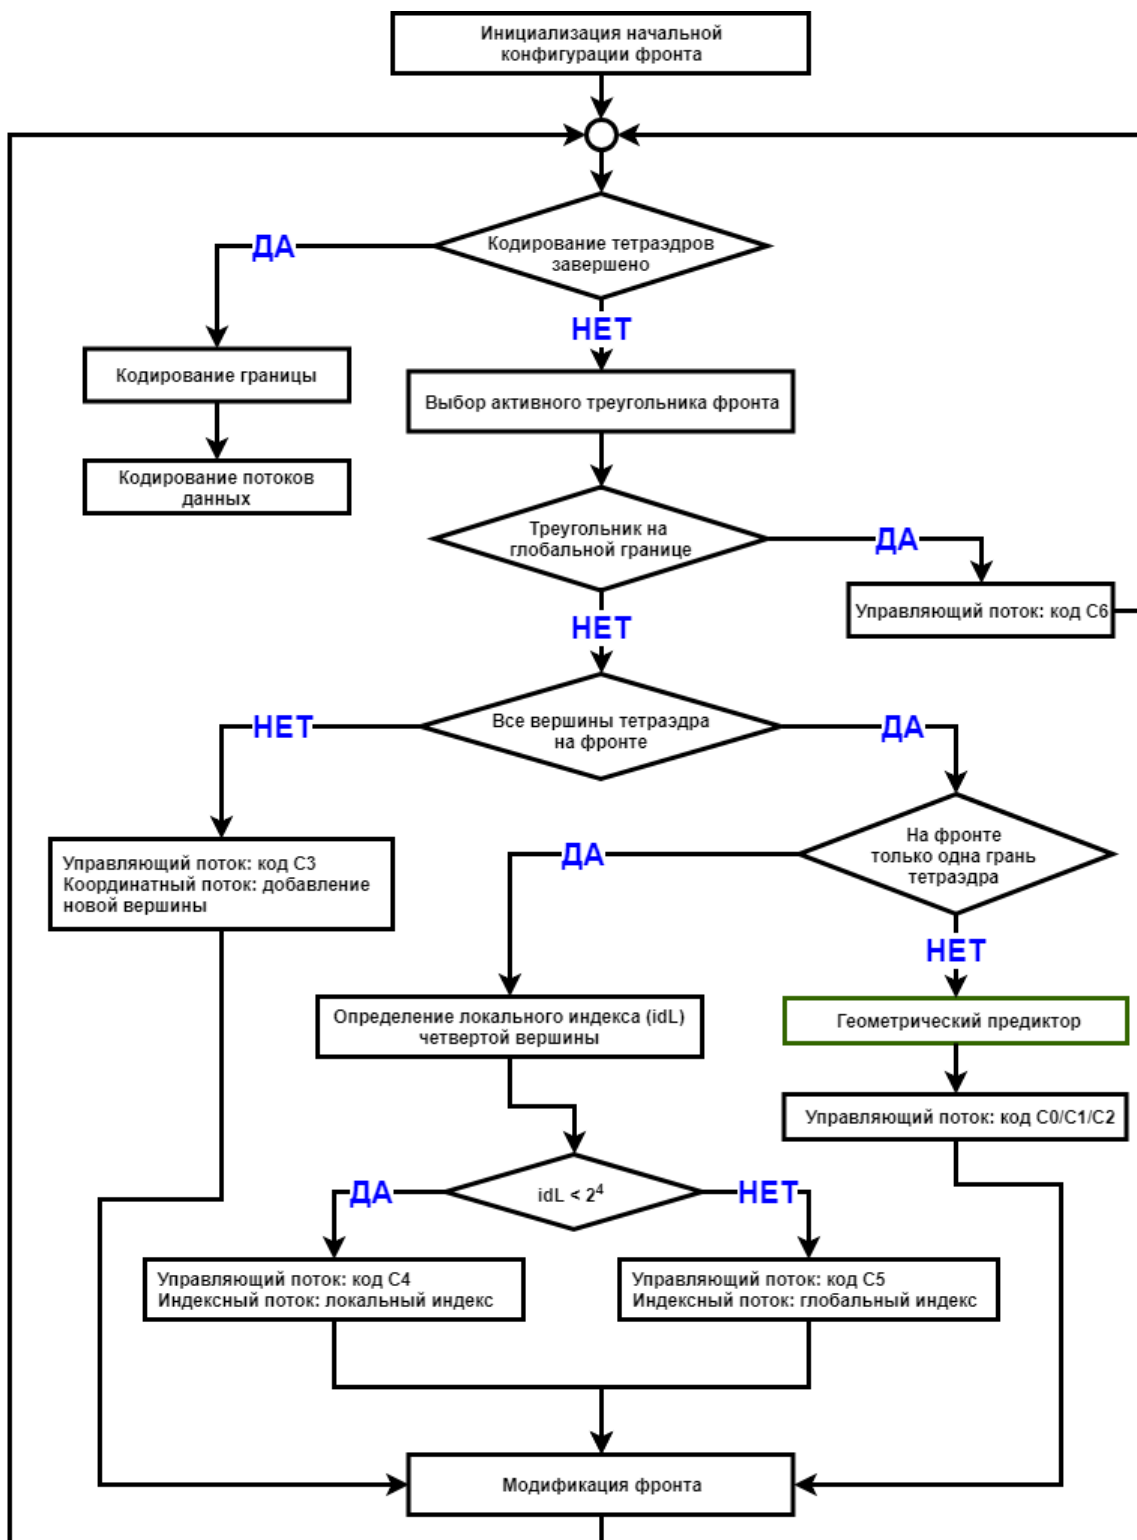 Инициализация начальной
конфигурации фронта
Кодирование тетраэдров
завершено
ДА
НЕТ
Кодирование границы
Выбор активного треугольника фронта
Кодирование потоков
данных
Треугольник на
глобальной границе
ДА
Управляющий поток: код C6
НЕТ
Все вершины тетраэдра
на фронте
НЕТ
ДА
Управляющий поток: код C3
Координатный поток: добавление
новой вершины
На фронте
только одна грань
тетраэдра
ДА
НЕТ
Определение локального индекса (idL)
четвертой вершины
Геометрический предиктор
Управляющий поток: код C0/C1/C2
idL < 2⁴
ДА
НЕТ
Управляющий поток: код C4
Индексный поток: локальный индекс
Управляющий поток: код C5
Индексный поток: глобальный индекс
Модификация фронта